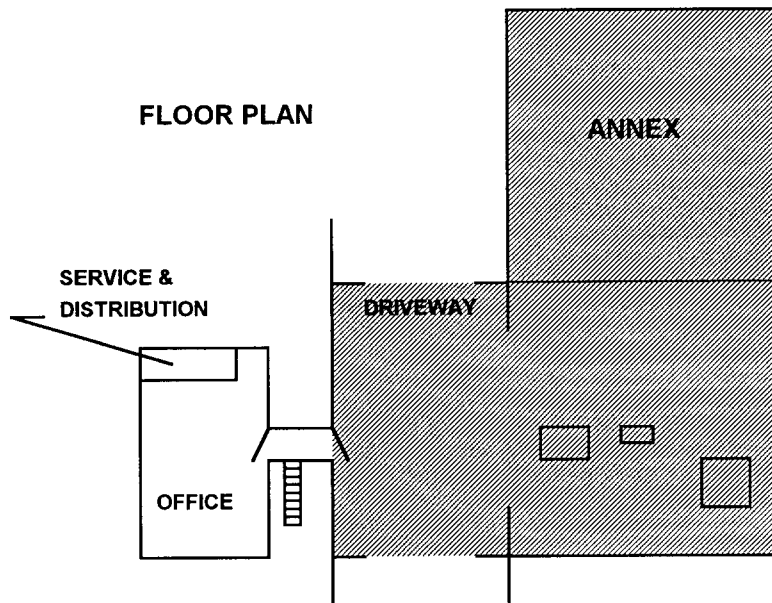 FLOOR PLAN
ANNEX
SERVICE &
DISTRIBUTION
DRIVEWAY
OFFICE